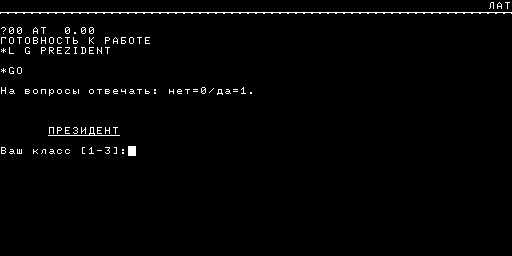 ЛАТ
?00 AT  0.00
ГОТОВНОСТЬ К РАБОТЕ
*L G PREZIDENT
*GO
На вопросы отвечать: нет=0/да=1.
ПРЕЗИДЕНТ
Ваш класс [1-3]: